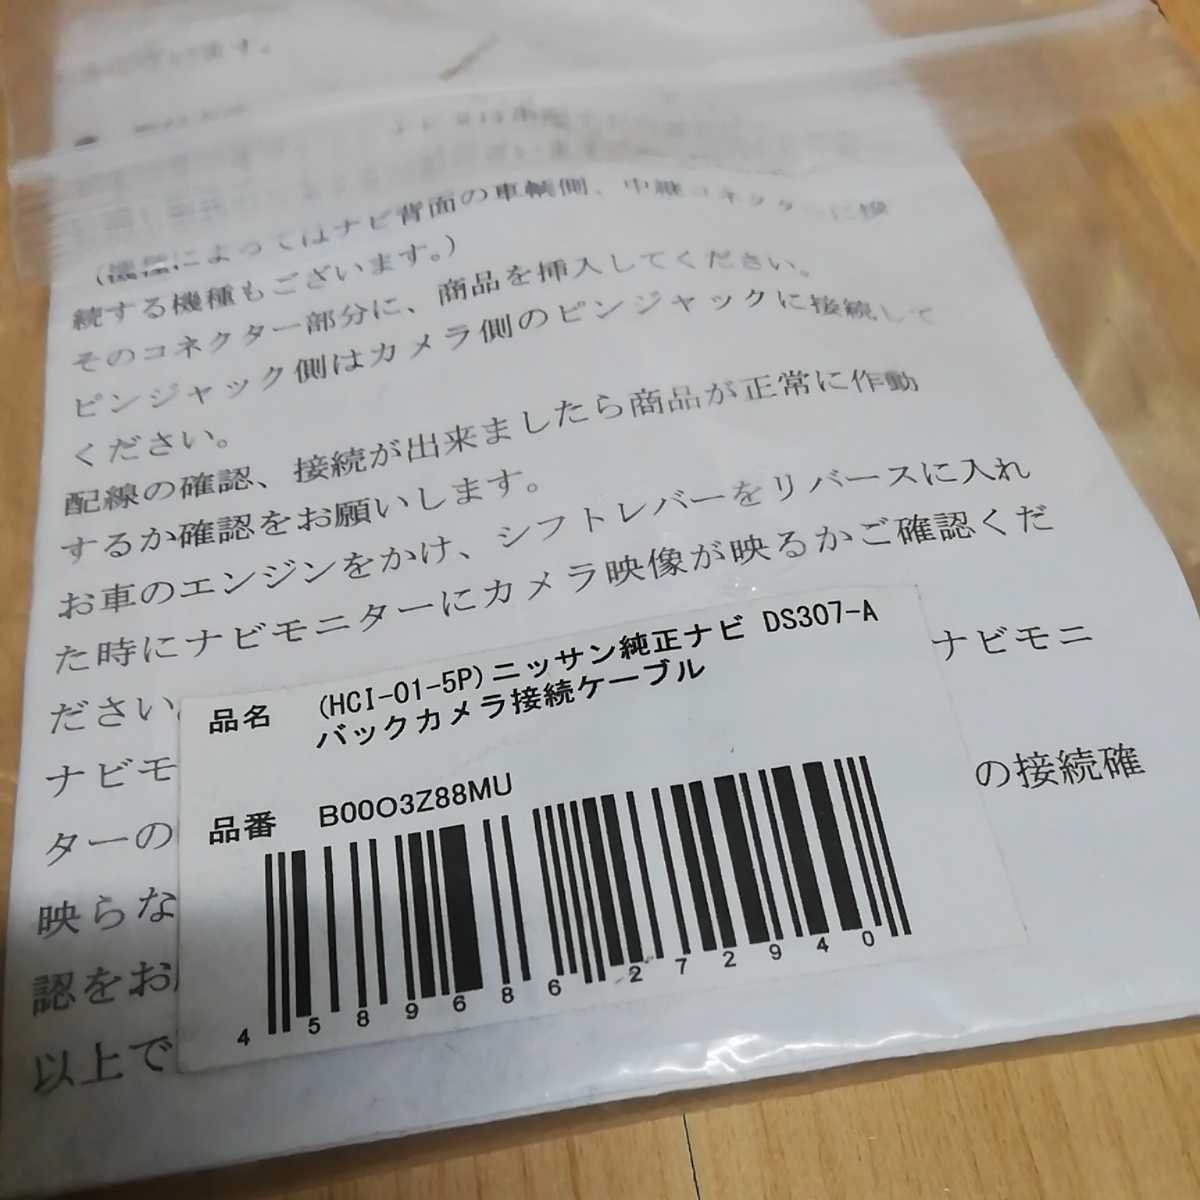 ます。
(機種によってはナビ背面の車輌側、中継コネクターに接
続する機種もございます。)
そのコネクター部分に、商品を挿入してください。
ピンジャック側はカメラ側のピンジャックに接続して
ください。
配線の確認、接続が出来ましたら商品が正常に作動
するか確認をお願いします。
お車のエンジンをかけ、シフトレバーをリバースに入れ
た時にナビモニターにカメラ映像が映るかご確認くだ
ださい
ナビモニ
ナビモ
ターの
の接続確
映らな
認をお
以上で
品名 (HCI-01-5P)ニッサン純正ナビ DS307-A
バックカメラ接続ケーブル
品番 B00O3Z88MU
4589686272940